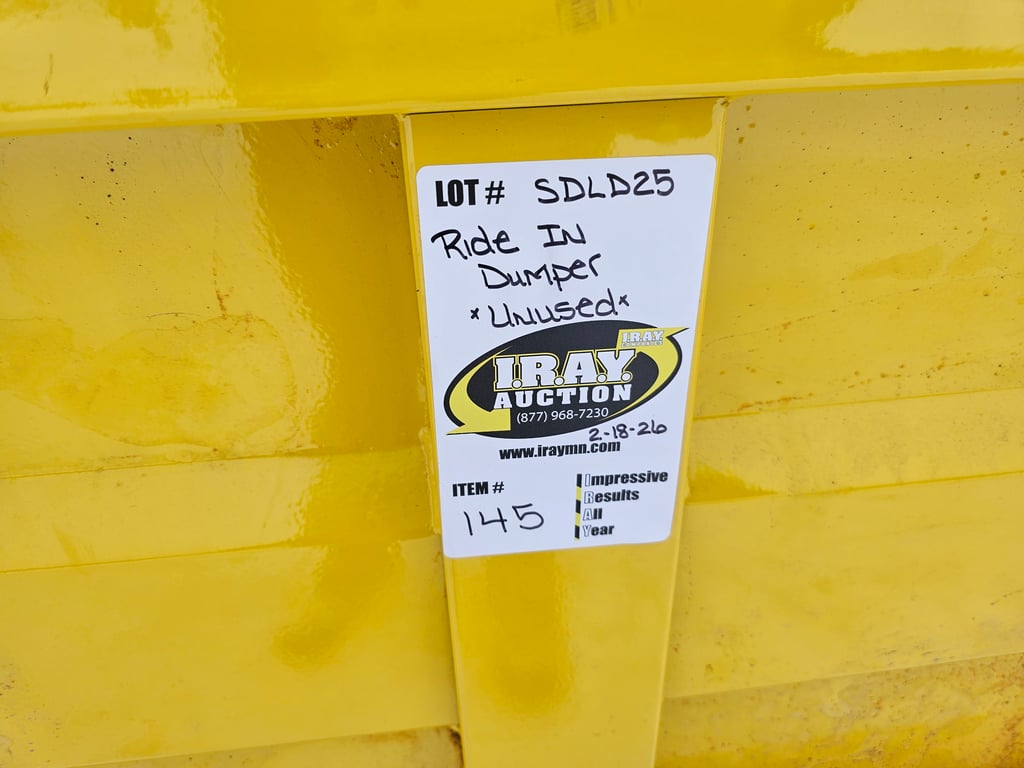 LOT # SDLD25
Ride IN
Dumper
*Unused*
I.R.A.Y.
COMPANIES
I.R.A.Y.
AUCTION
(877) 968-7230
2-18-26
www.iraymn.com
ITEM #
145
Impressive
Results
All
Year